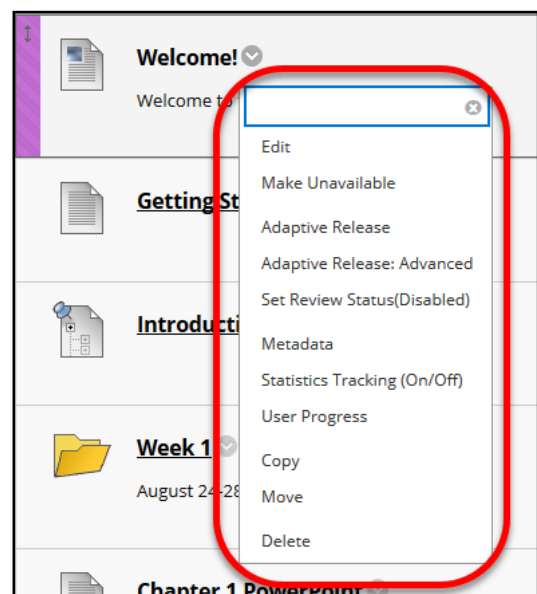 Welcome!
Welcome to
Edit
Make Unavailable
Getting St
Adaptive Release
Adaptive Release: Advanced
Set Review Status(Disabled)
Introducti
Metadata
Statistics Tracking (On/Off)
User Progress
Week 1
Copy
August 24-28
Move
Delete
Chapter 1 PowerPoint